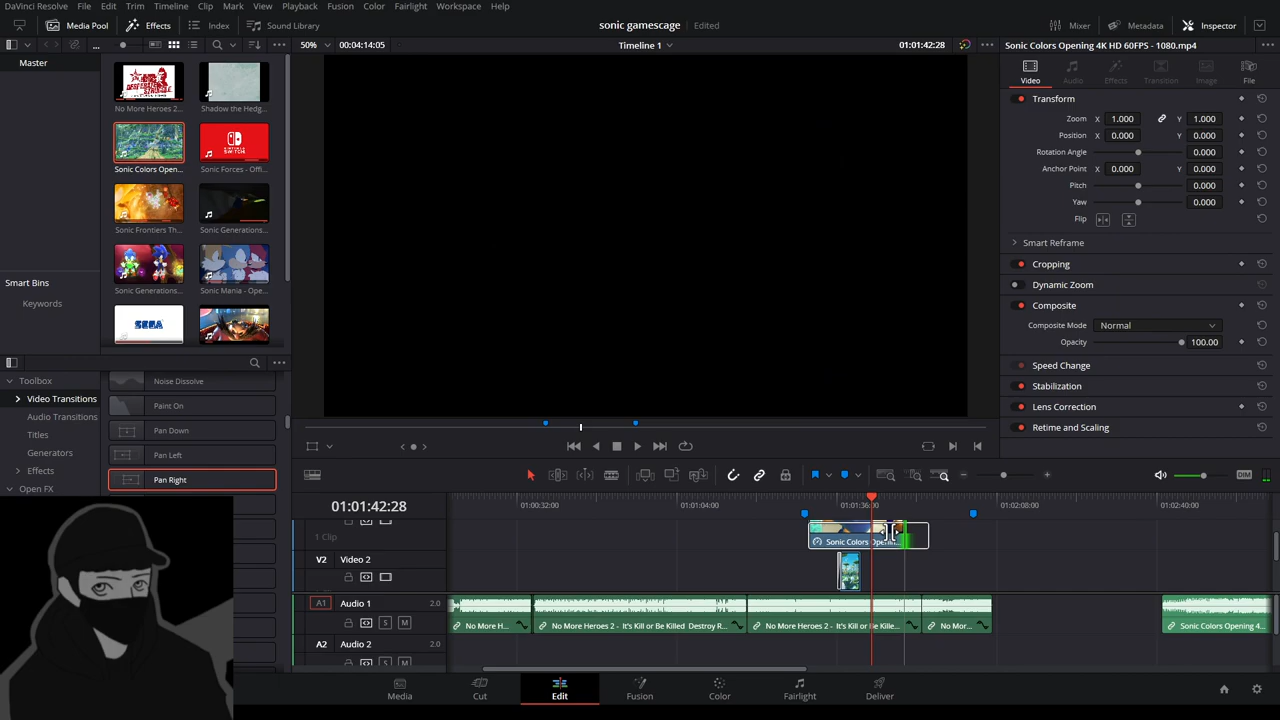 DaVinci Resolve File Edit Trim Timeline Clip Mark View Playback Fusion Color Fairlight Workspace Help
Media Pool Effects Index Sound Library sonic gamescage Edited Mixer Metadata Inspector
... 50% 00:04:14:05 Timeline 1 01:01:42:28 Sonic Colors Opening 4K HD 60FPS - 1080.mp4
Master
No More Heroes 2... Shadow the Hedg...
NINTENDO
SWITCH
Sonic Colors Open... Sonic Forces - Offi...
Sonic Frontiers Th... Sonic Generations...
Sonic Generations... Sonic Mania - Ope...
SEGA
Smart Bins
Keywords
Video Audio Effects Transition Image File
Transform
Zoom X 1.000 Y 1.000
Position X 0.000 Y 0.000
Rotation Angle 0.000
Anchor Point X 0.000 Y 0.000
Pitch 0.000
Yaw 0.000
Flip
Smart Reframe
Cropping
Dynamic Zoom
Composite
Composite Mode Normal
Opacity 100.00
Speed Change
Stabilization
Lens Correction
Retime and Scaling
Toolbox
Video Transitions
Audio Transitions
Titles
Generators
Effects
Open FX
Noise Dissolve
Paint On
Pan Down
Pan Left
Pan Right
DIM
01:01:42:28 01:00:32:00 01:01:04:00 01:01:36:00 01:02:08:00 01:02:40:00
1 Clip
Sonic Colors Openin...
V2 Video 2
A1 Audio 1 2.0
S M
No More H... No More Heroes 2 - It's Kill or Be Killed Destroy R... No More Heroes 2 - It's Kill or Be Kille... No Mor... Sonic Colors Opening 4...
A2 Audio 2 2.0
S M
Media Cut Edit Fusion Color Fairlight Deliver